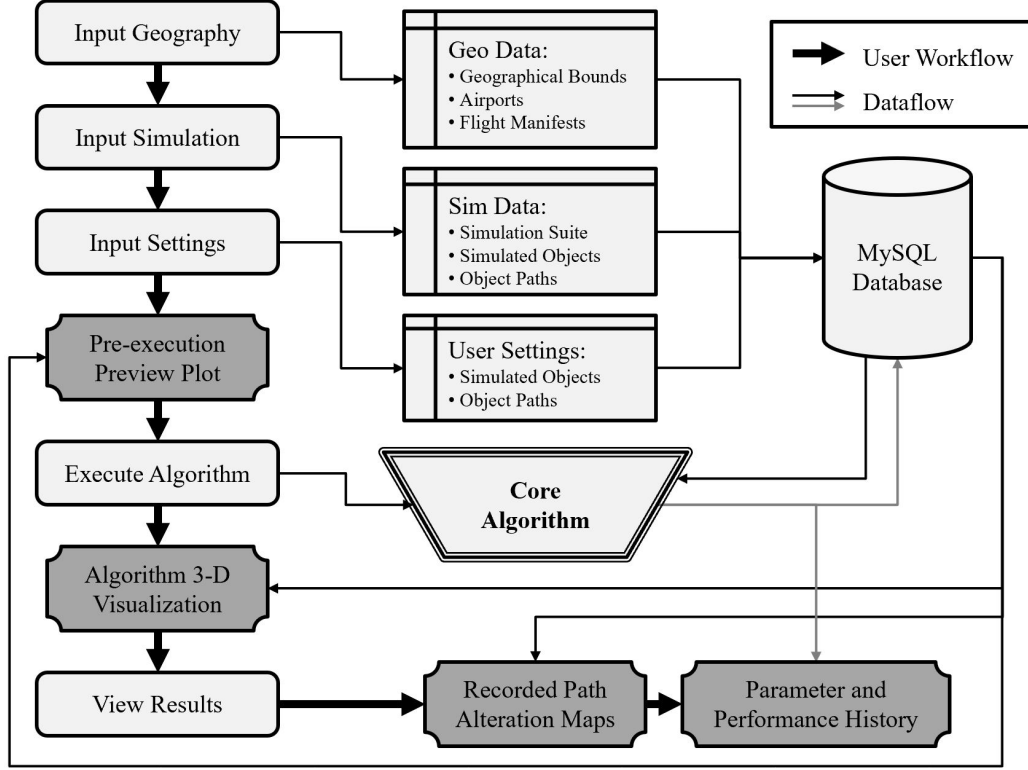 Input Geography
Input Simulation
Input Settings
Pre-execution
Preview Plot
Execute Algorithm
Algorithm 3-D
Visualization
View Results
Geo Data:
• Geographical Bounds
• Airports
• Flight Manifests
Sim Data:
• Simulation Suite
• Simulated Objects
• Object Paths
User Settings:
• Simulated Objects
• Object Paths
Core
Algorithm
Recorded Path
Alteration Maps
Parameter and
Performance History
User Workflow
Dataflow
MySQL
Database